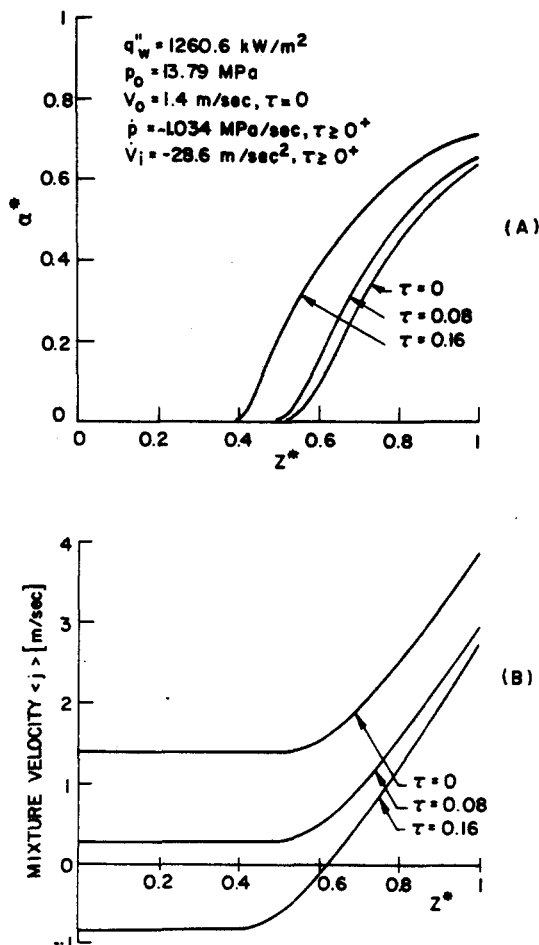 q"w = 1260.6 kW/m²
p₀ = 13.79 MPa
V₀ = 1.4 m/sec, τ = 0
ṗ = -1.034 MPa/sec, τ ≥ 0⁺
V̇i = -28.6 m/sec², τ ≥ 0⁺
α*
0.8
0.6
0.4
0.2
0
(A)
τ = 0
τ = 0.08
τ = 0.16
0 0.2 0.4 0.6 0.8 1
Z*
MIXTURE VELOCITY <j> [m/sec]
4
3
2
1
0
-1
(B)
τ = 0
τ = 0.08
τ = 0.16
0.2 0.4 0.6 0.8 1
Z*